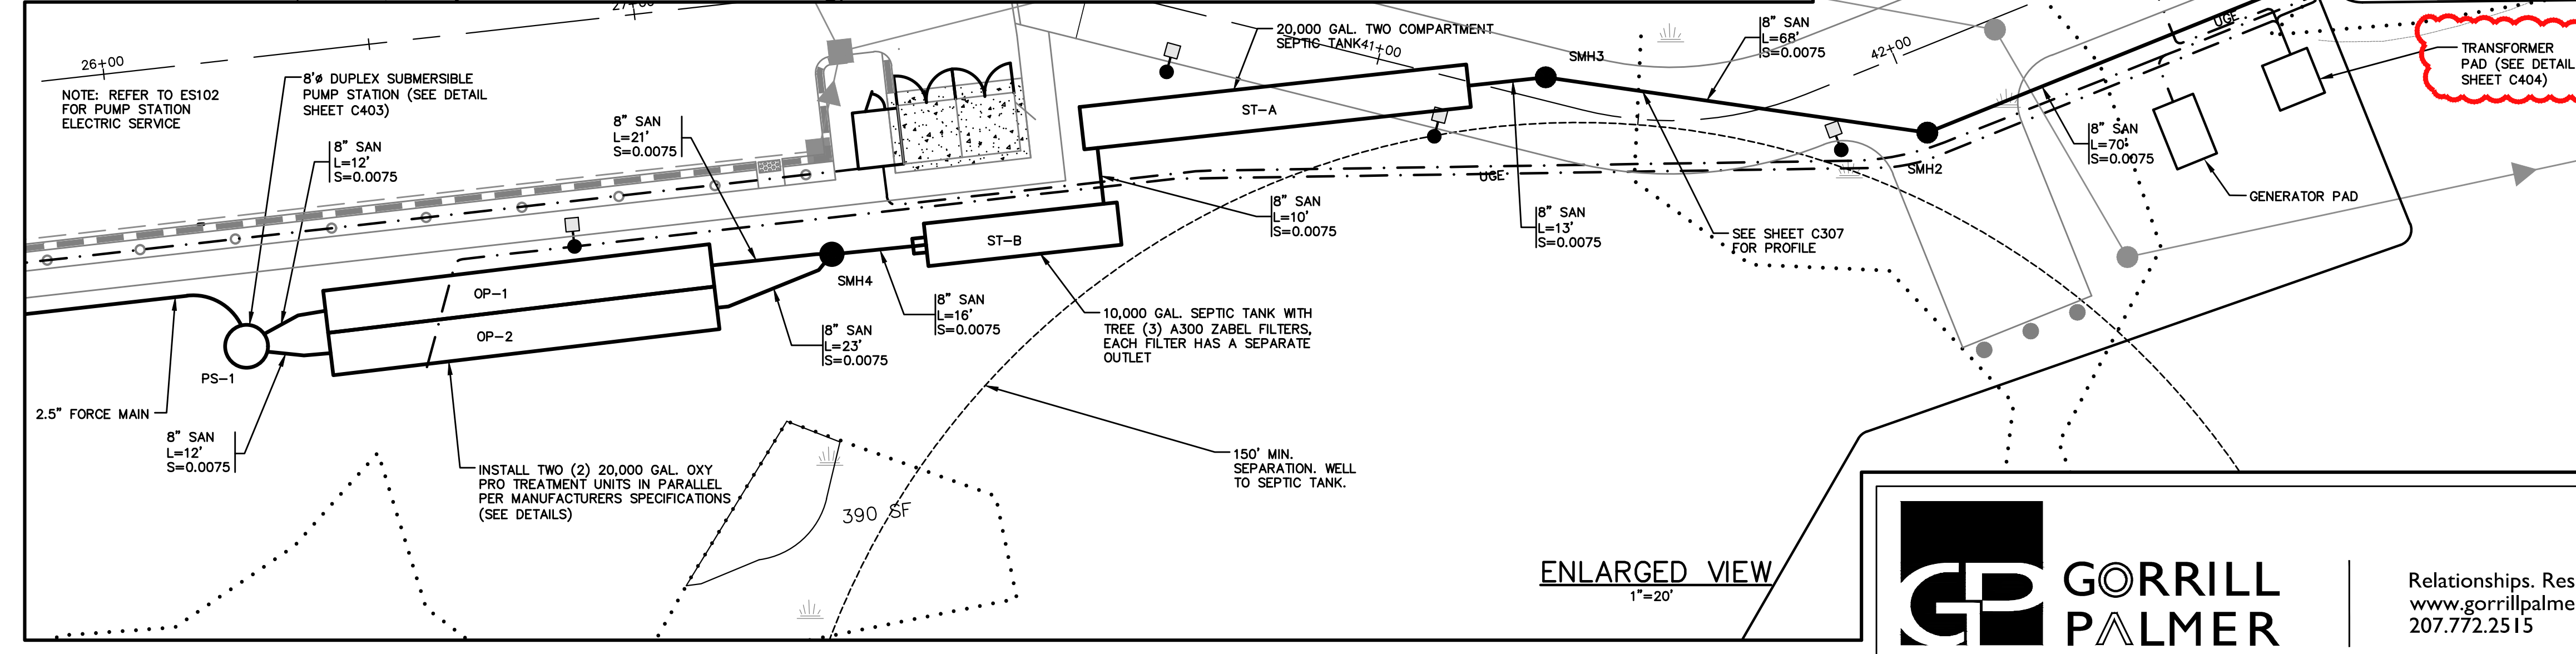 27+00
26+00
NOTE: REFER TO ES102
FOR PUMP STATION
ELECTRIC SERVICE
8'ø DUPLEX SUBMERSIBLE
PUMP STATION (SEE DETAIL
SHEET C403)
8" SAN
L=12'
S=0.0075
8" SAN
L=21'
S=0.0075
20,000 GAL. TWO COMPARTMENT
SEPTIC TANK
41+00
ST-A
SMH3
8" SAN
L=68'
S=0.0075
42+00
UGE
TRANSFORMER
PAD (SEE DETAIL
SHEET C404)
8" SAN
L=70'
S=0.0075
GENERATOR PAD
SMH2
UGE
8" SAN
L=10'
S=0.0075
8" SAN
L=13'
S=0.0075
SEE SHEET C307
FOR PROFILE
ST-B
SMH4
OP-1
OP-2
PS-1
8" SAN
L=16'
S=0.0075
8" SAN
L=23'
S=0.0075
10,000 GAL. SEPTIC TANK WITH
TREE (3) A300 ZABEL FILTERS,
EACH FILTER HAS A SEPARATE
OUTLET
2.5" FORCE MAIN
8" SAN
L=12'
S=0.0075
INSTALL TWO (2) 20,000 GAL. OXY
PRO TREATMENT UNITS IN PARALLEL
PER MANUFACTURERS SPECIFICATIONS
(SEE DETAILS)
390 SF
150' MIN.
SEPARATION. WELL
TO SEPTIC TANK.
ENLARGED VIEW
1"=20'
GP
GORRILL
PALMER
Relationships. Res
www.gorrillpalme
207.772.2515